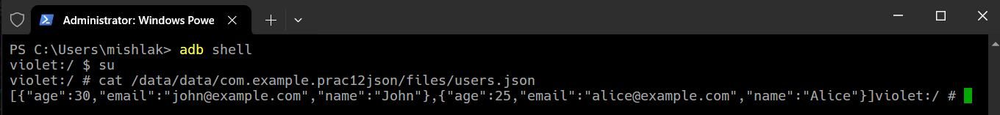 Administrator: Windows Powe
PS C:\Users\mishlak> adb shell
violet:/ $ su
violet:/ # cat /data/data/com.example.prac12json/files/users.json
[{"age":30,"email":"john@example.com","name":"John"},{"age":25,"email":"alice@example.com","name":"Alice"}]violet:/ #